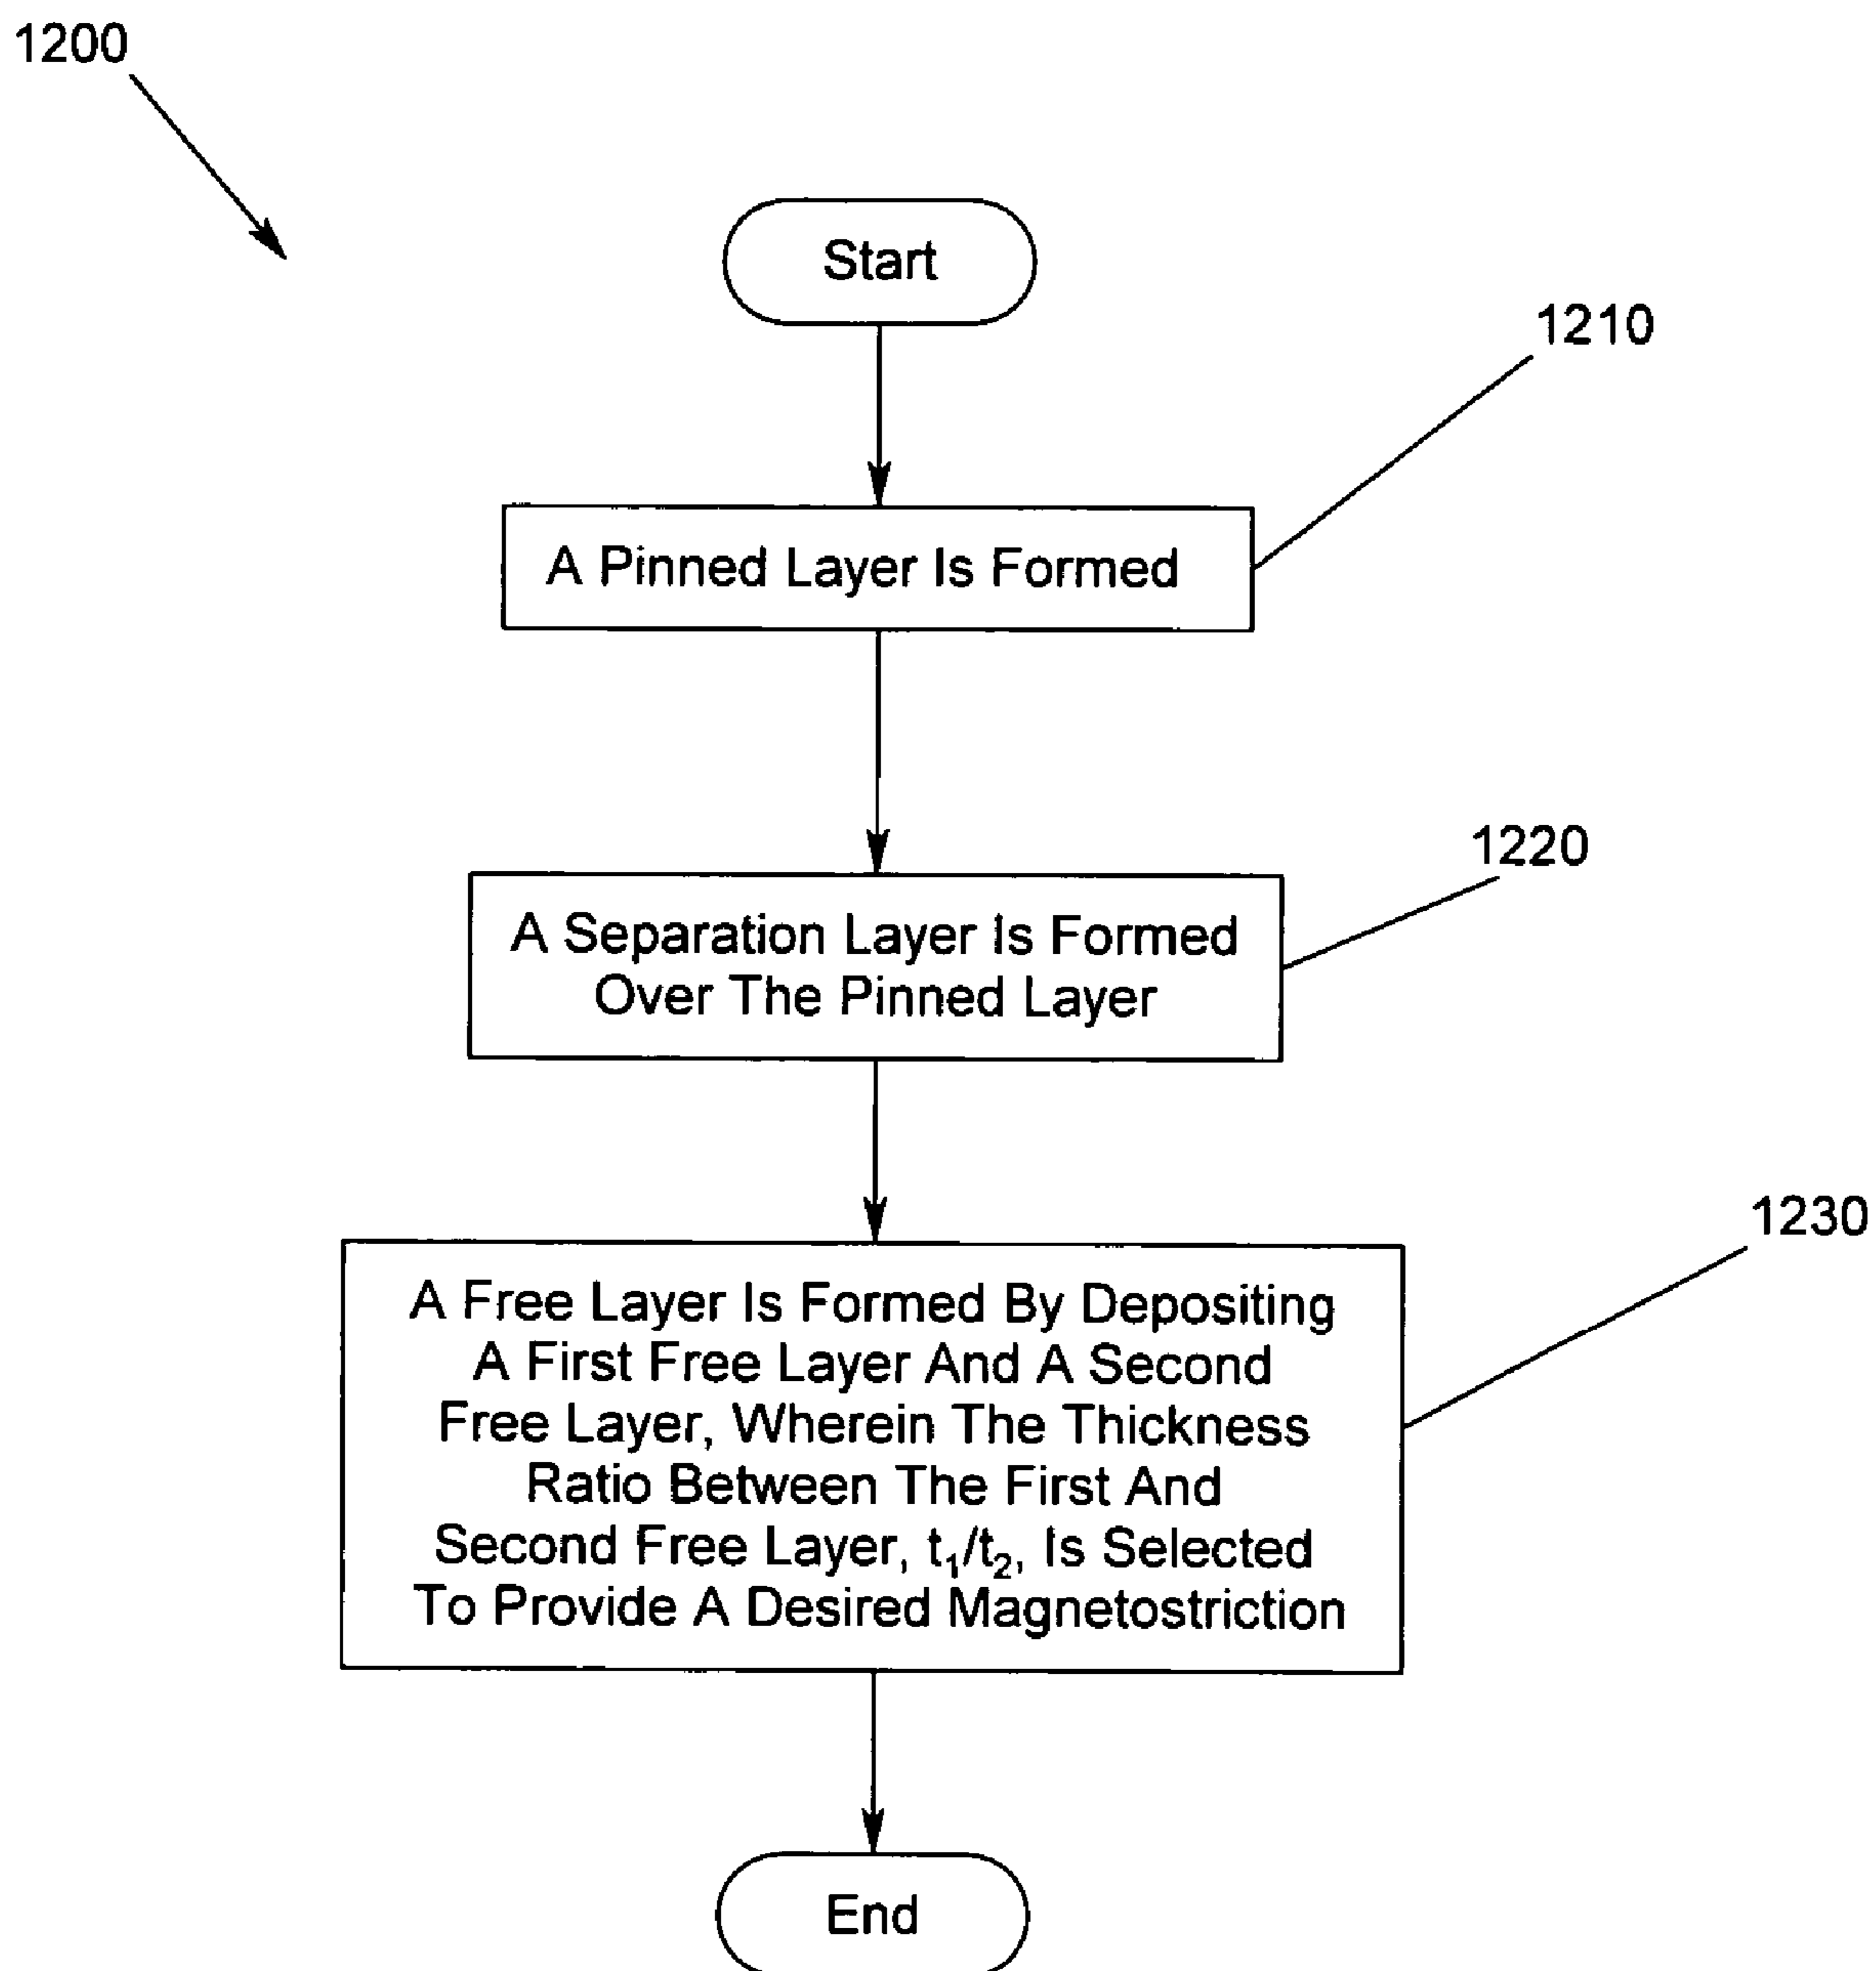 1200
Start
1210
A Pinned Layer Is Formed
1220
A Separation Layer Is Formed
Over The Pinned Layer
1230
A Free Layer Is Formed By Depositing
A First Free Layer And A Second
Free Layer, Wherein The Thickness
Ratio Between The First And
Second Free Layer, t₁/t₂, Is Selected
To Provide A Desired Magnetostriction
End